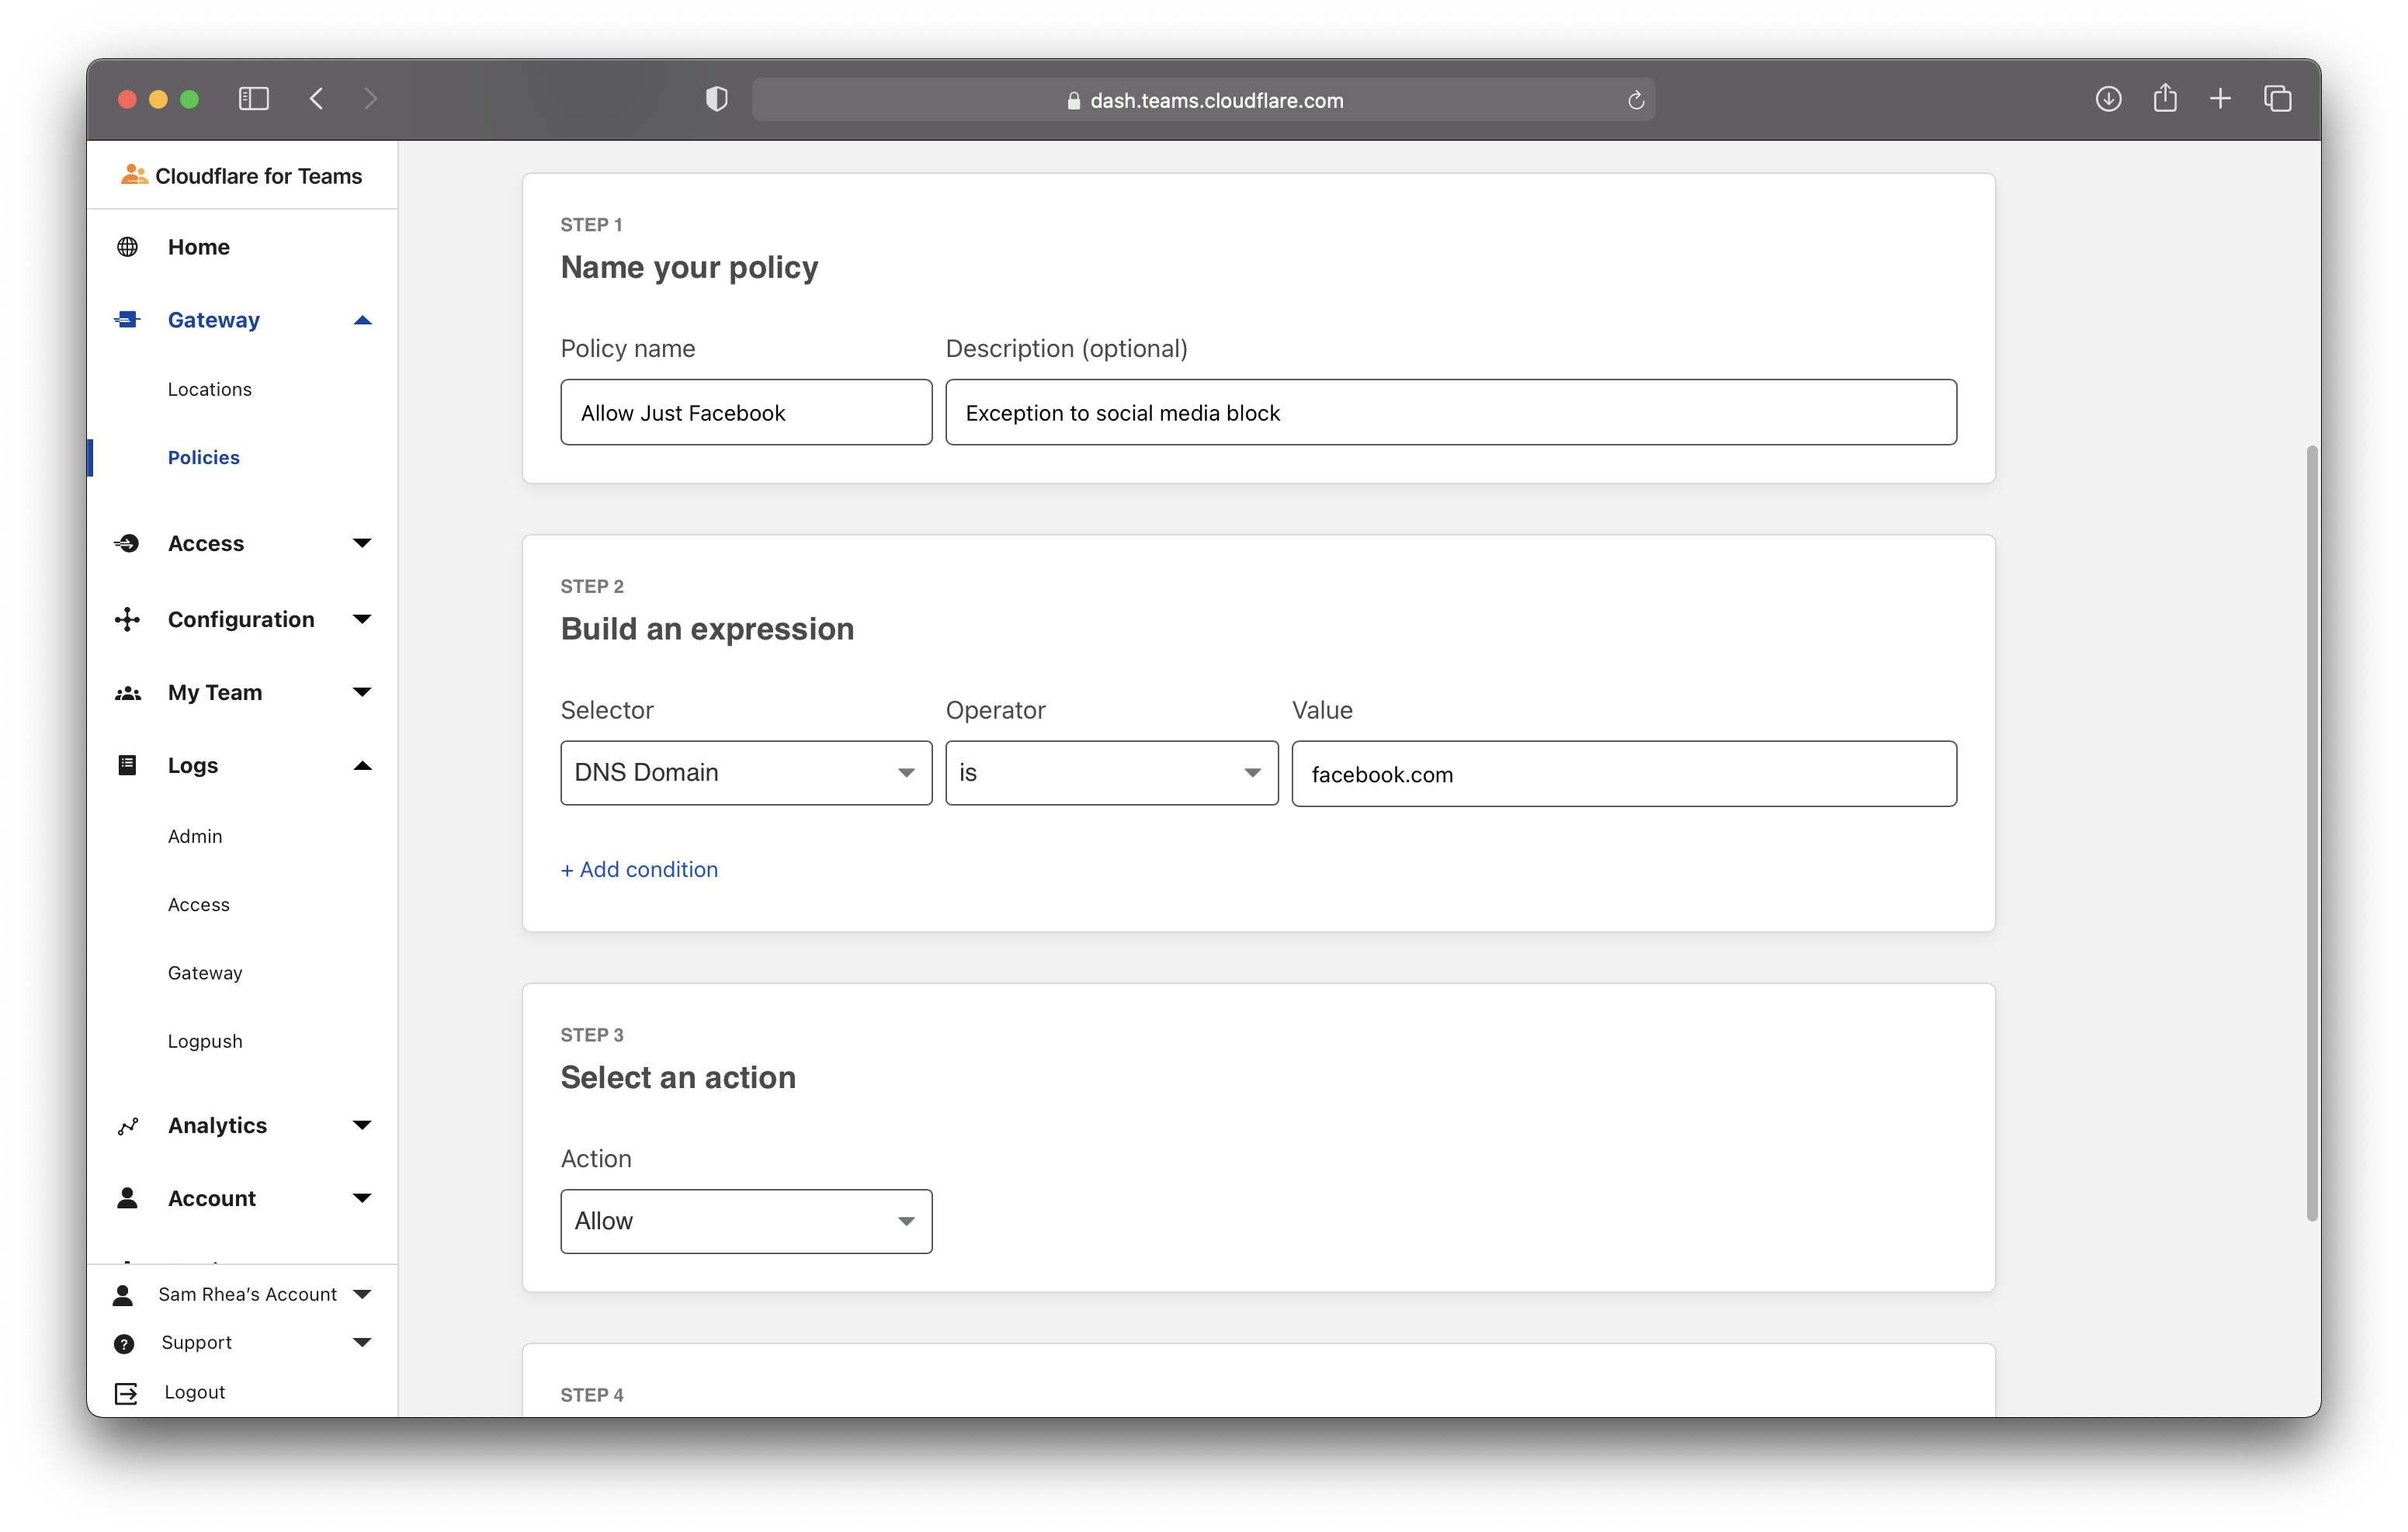 dash.teams.cloudflare.com
Cloudflare for Teams
Home
Gateway
Locations
Policies
Access
Configuration
My Team
Logs
Admin
Access
Gateway
Logpush
Analytics
Account
Sam Rhea's Account
Support
Logout
STEP 1
Name your policy
Policy name
Description (optional)
Allow Just Facebook
Exception to social media block
STEP 2
Build an expression
Selector
Operator
Value
DNS Domain
is
facebook.com
+ Add condition
STEP 3
Select an action
Action
Allow
STEP 4